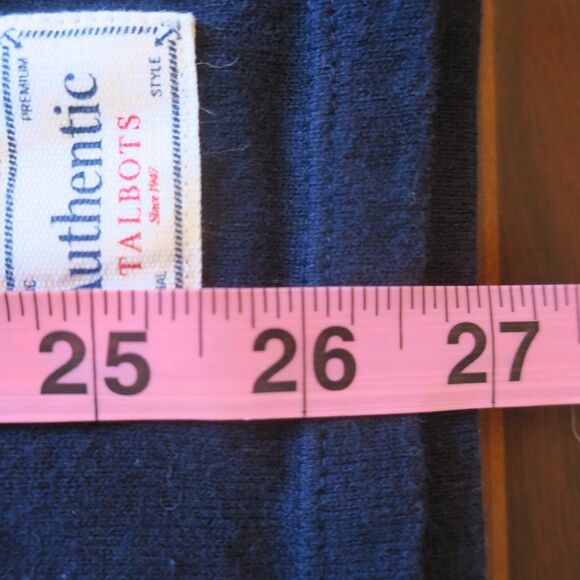 PREMIUM STYLE
Authentic
TALBOTS
Since 1947
25 26 27